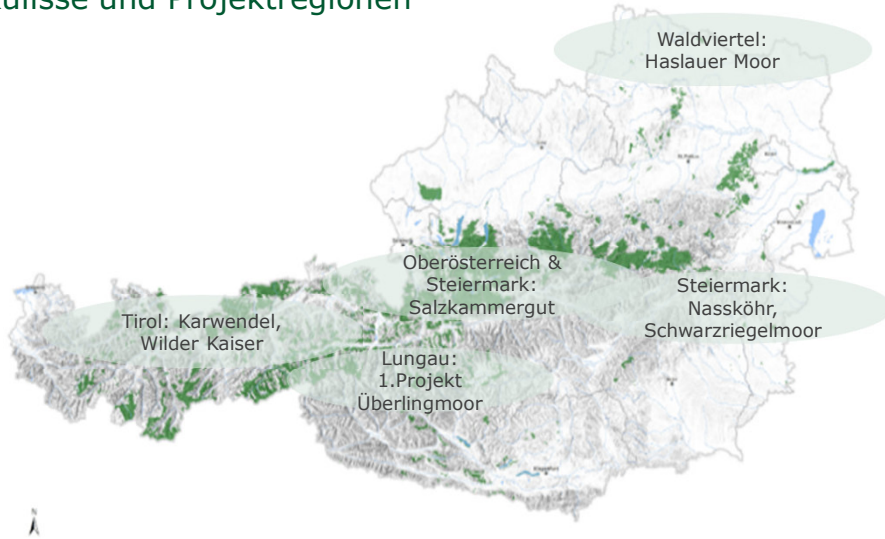 ulisse und Projektregionen
Waldviertel:
Haslauer Moor
Oberösterreich &
Steiermark:
Salzkammergut
Steiermark:
Nassköhr,
Schwarzriegelmoor
Tirol: Karwendel,
Wilder Kaiser
Lungau:
1.Projekt
Überlingmoor
N